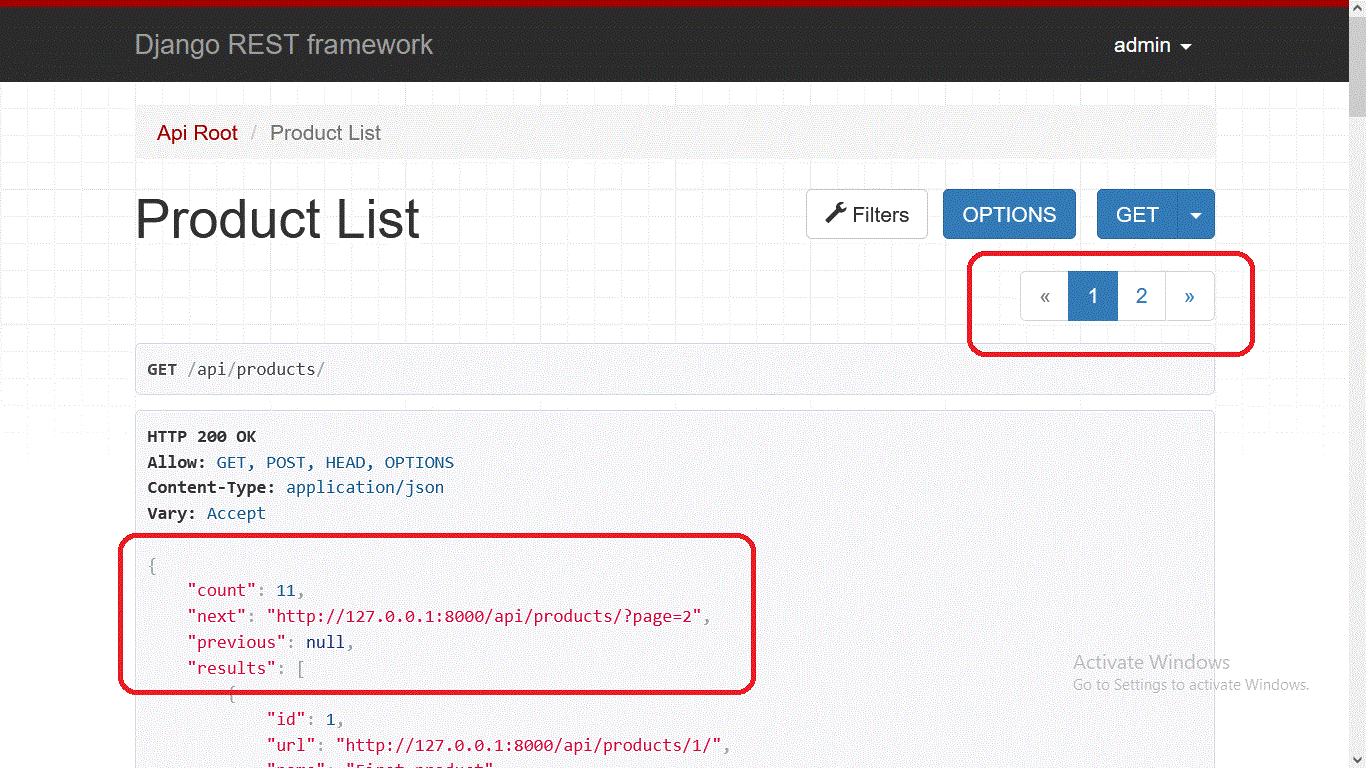 Django REST framework
admin
Api Root / Product List
Product List
Filters
OPTIONS
GET
« 1 2 »
GET /api/products/
HTTP 200 OK
Allow: GET, POST, HEAD, OPTIONS
Content-Type: application/json
Vary: Accept
{
"count": 11,
"next": "http://127.0.0.1:8000/api/products/?page=2",
"previous": null,
"results": [
{
"id": 1,
"url": "http://127.0.0.1:8000/api/products/1/",
"name": "First product"
Activate Windows
Go to Settings to activate Windows.